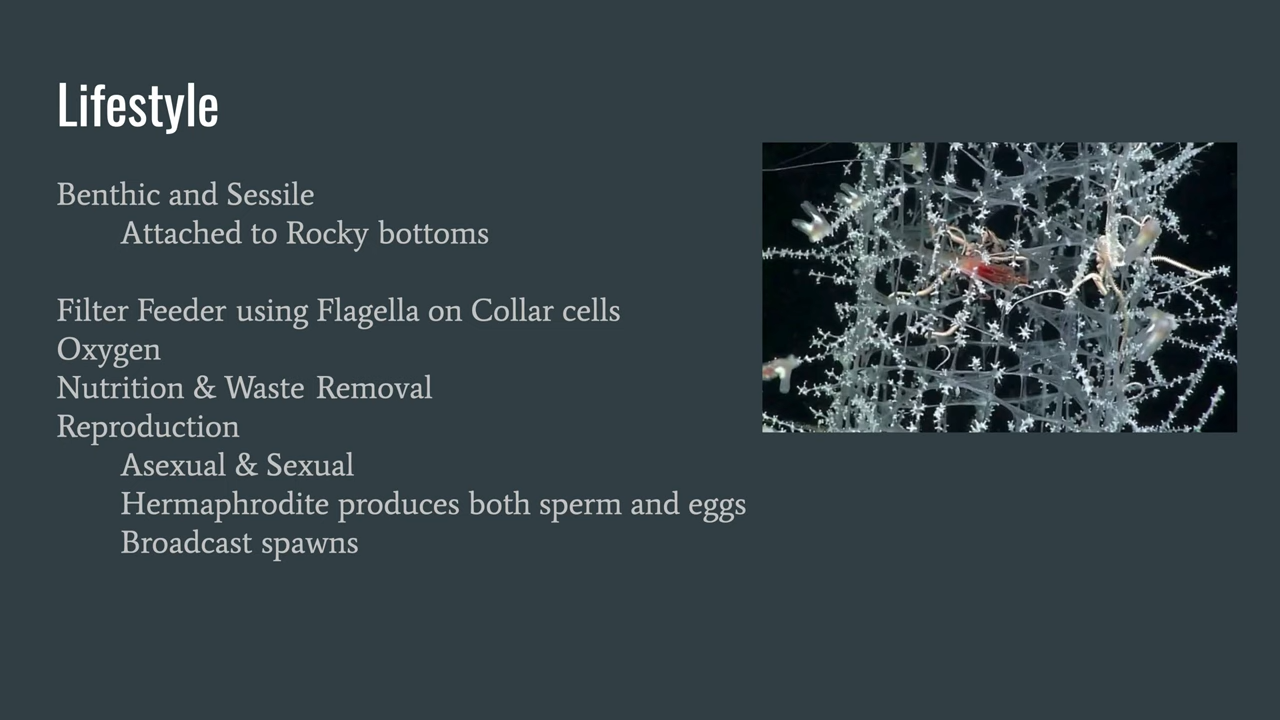 Lifestyle
Benthic and Sessile
Attached to Rocky bottoms
Filter Feeder using Flagella on Collar cells
Oxygen
Nutrition & Waste Removal
Reproduction
Asexual & Sexual
Hermaphrodite produces both sperm and eggs
Broadcast spawns